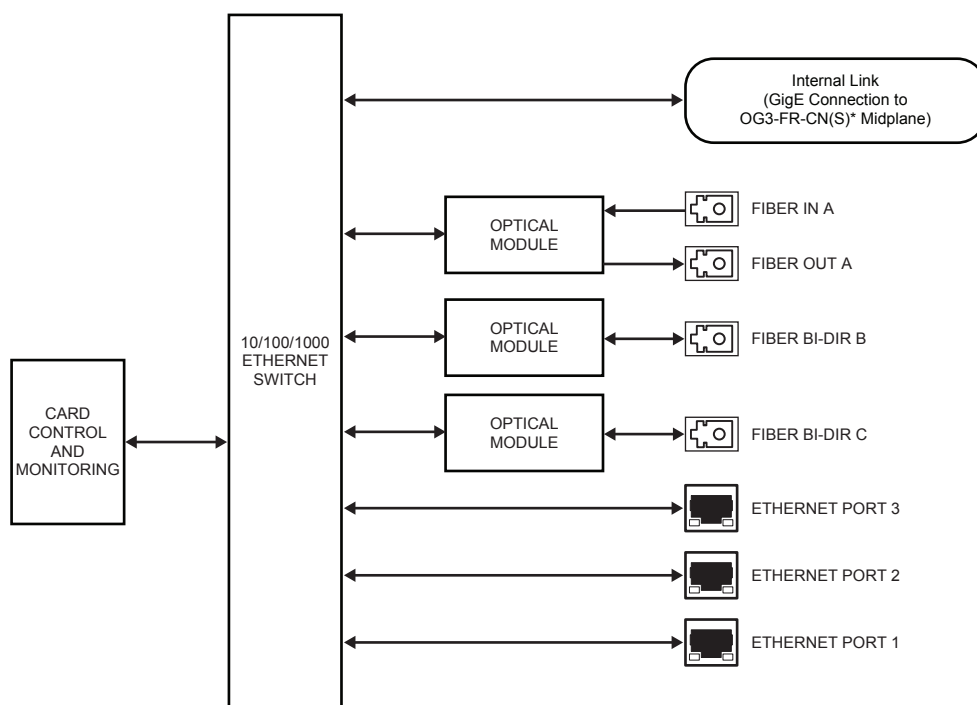 Internal Link
(GigE Connection to
OG3-FR-CN(S)* Midplane)
OPTICAL
MODULE
FIBER IN A
FIBER OUT A
10/100/1000
ETHERNET
SWITCH
OPTICAL
MODULE
FIBER BI-DIR B
CARD
CONTROL
AND
MONITORING
OPTICAL
MODULE
FIBER BI-DIR C
ETHERNET PORT 3
ETHERNET PORT 2
ETHERNET PORT 1